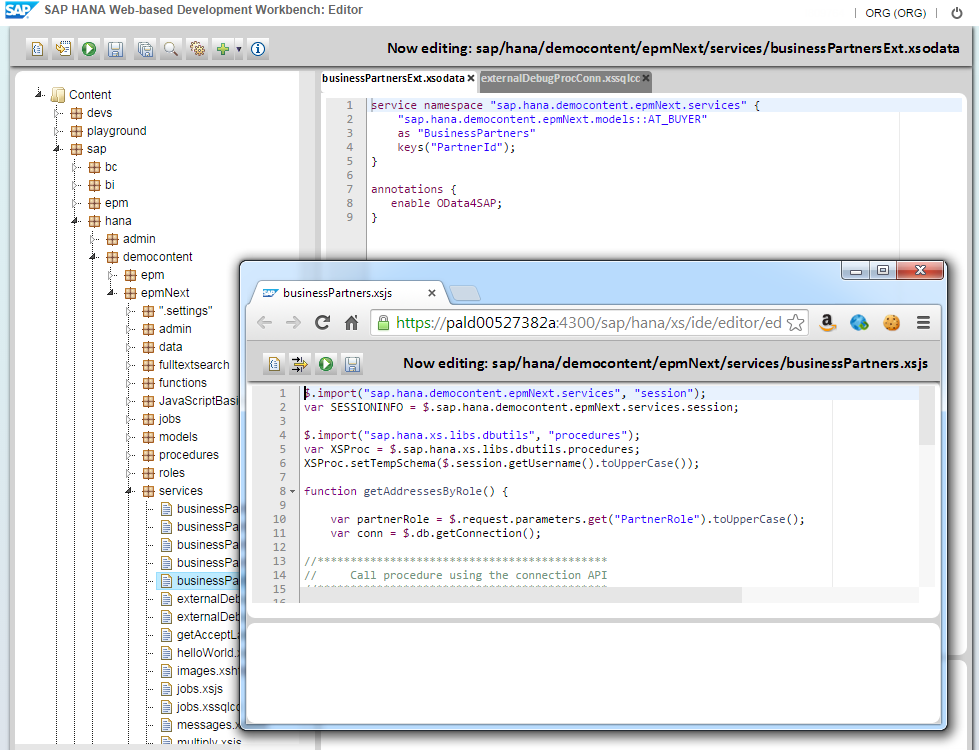 SAP SAP HANA Web-based Development Workbench: Editor
ORG (ORG)
Now editing: sap/hana/democontent/epmNext/services/businessPartnersExt.xsodata
Content
devs
playground
sap
bc
bi
epm
hana
admin
democontent
epm
epmNext
".settings"
admin
data
fulltextsearch
functions
JavaScriptBasi
jobs
models
procedures
roles
services
businessPa
businessPa
businessPa
businessPa
businessPa
externalDeb
externalDeb
getAcceptLa
helloWorld.
images.xsh
jobs.xsjs
jobs.xssqlcc
messages.x
multiply.xsjs
businessPartnersExt.xsodata
externalDebugProcConn.xssqlcc
1 service namespace "sap.hana.democontent.epmNext.services" {
2 "sap.hana.democontent.epmNext.models::AT_BUYER"
3 as "BusinessPartners"
4 keys("PartnerId");
5 }
6
7 annotations {
8 enable OData4SAP;
9 }
SAP businessPartners.xsjs
https://pald00527382a:4300/sap/hana/xs/ide/editor/ed
Now editing: sap/hana/democontent/epmNext/services/businessPartners.xsjs
1 $.import("sap.hana.democontent.epmNext.services", "session");
2 var SESSIONINFO = $.sap.hana.democontent.epmNext.services.session;
3
4 $.import("sap.hana.xs.libs.dbutils", "procedures");
5 var XSProc = $.sap.hana.xs.libs.dbutils.procedures;
6 XSProc.setTempSchema($.session.getUsername().toUpperCase());
7
8 function getAddressesByRole() {
9
10 var partnerRole = $.request.parameters.get("PartnerRole").toUpperCase();
11 var conn = $.db.getConnection();
12
13 //********************************************
14 // Call procedure using the connection API
15 //********************************************
16